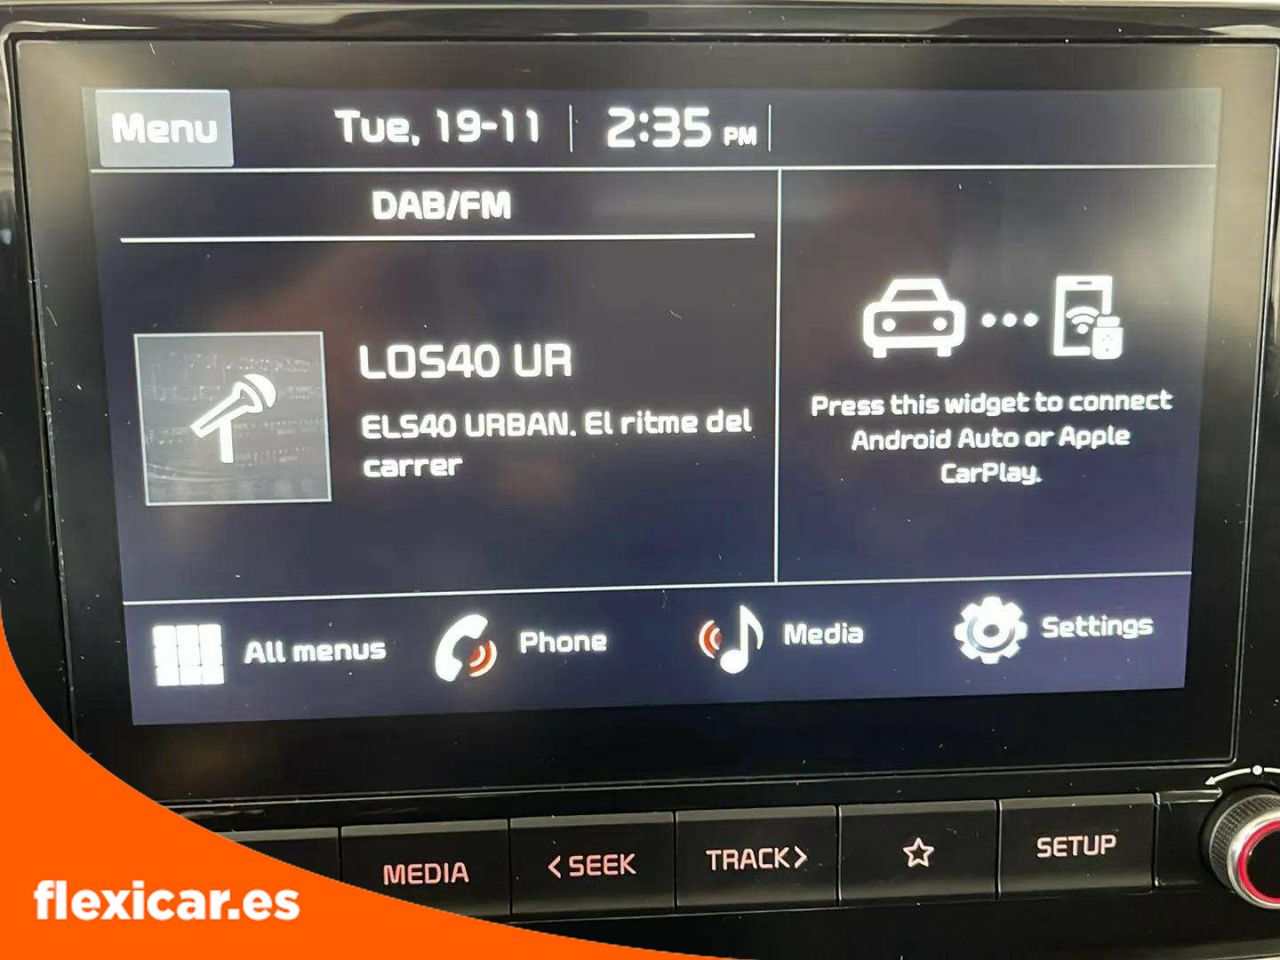 Menu
Tue, 19-11
2:35 PM
DAB/FM
LOS40 UR
ELS40 URBAN. El ritme del
carrer
Press this widget to connect
Android Auto or Apple
CarPlay.
All menus
Phone
Media
Settings
MEDIA
<SEEK
TRACK>
SETUP
flexicar.es